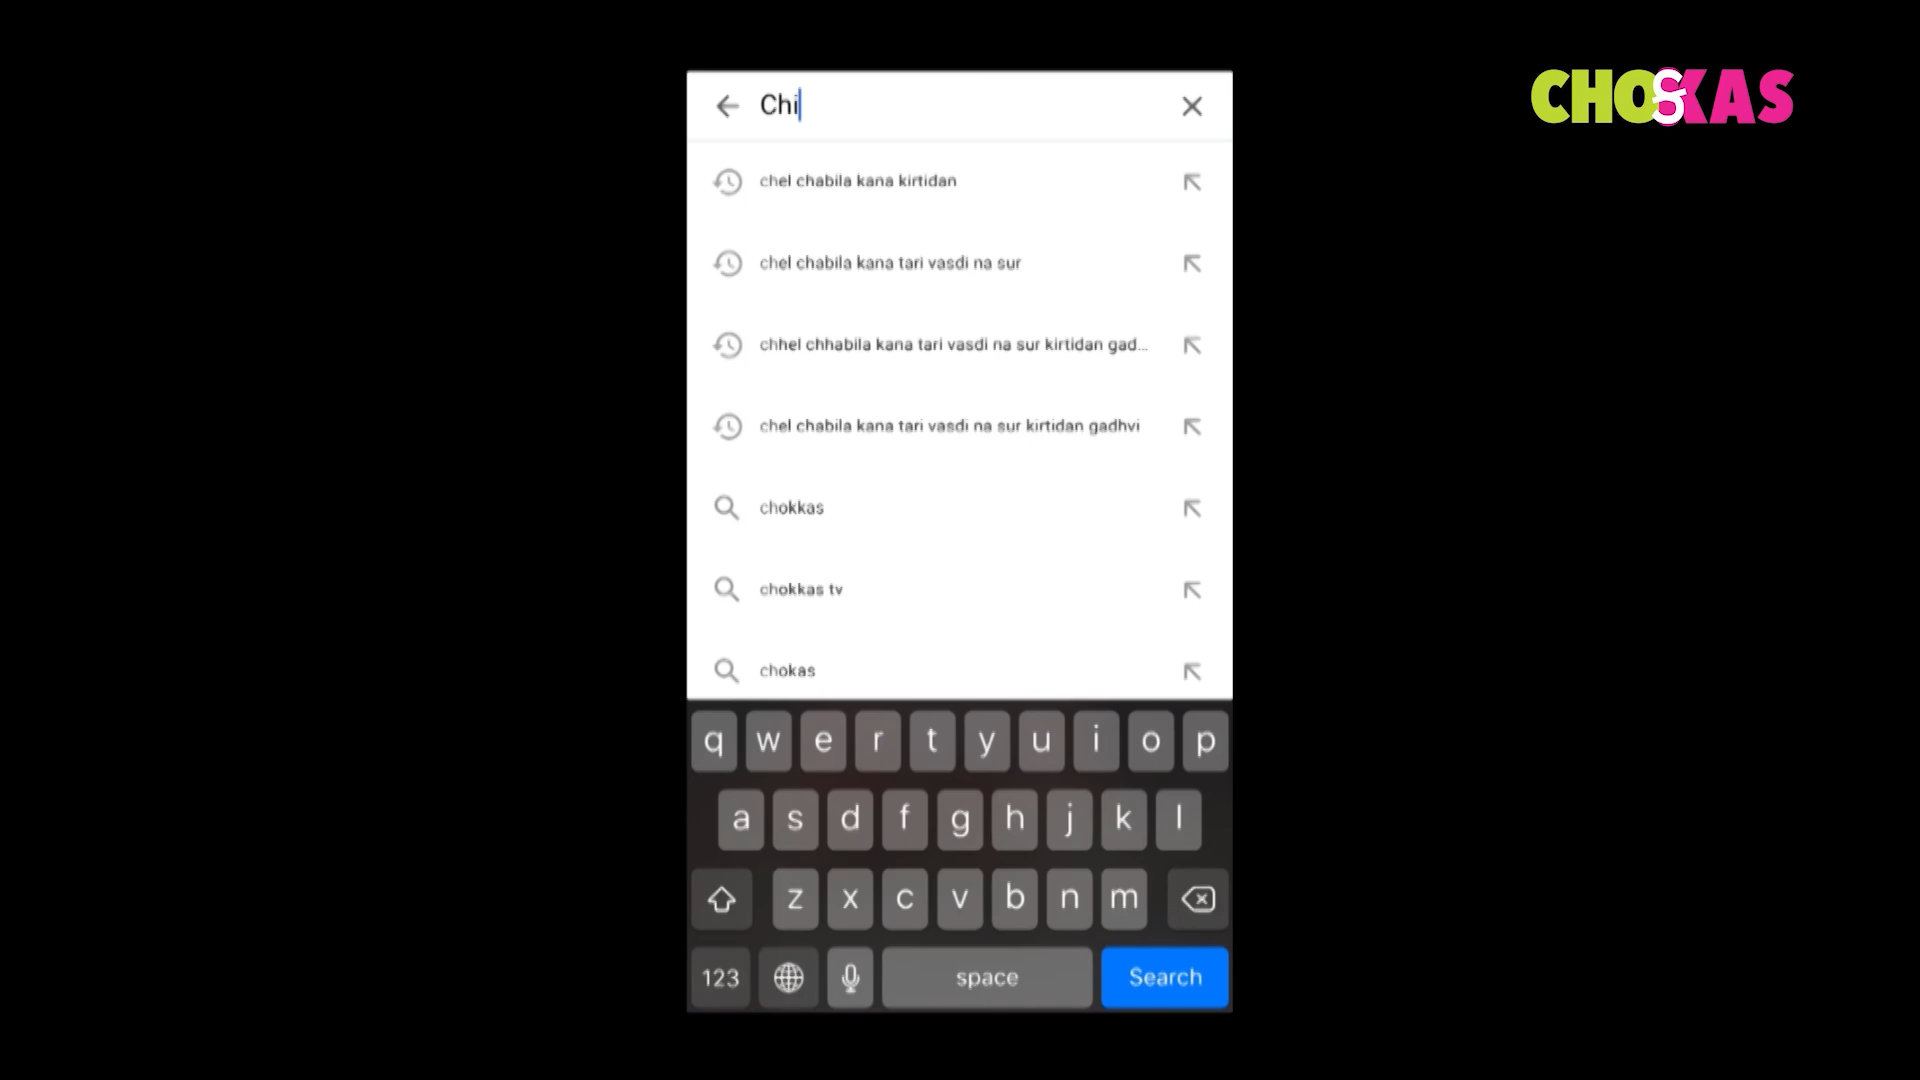 Chi
CHOSKAS
chel chabila kana kirtidan
chel chabila kana tari vasdi na sur
chhel chhabila kana tari vasdi na sur kirtidan gad...
chel chabila kana tari vasdi na sur kirtidan gadhvi
chokkas
chokkas tv
chokas
q w e r t y u i o p
a s d f g h j k l
z x c v b n m
123 space Search